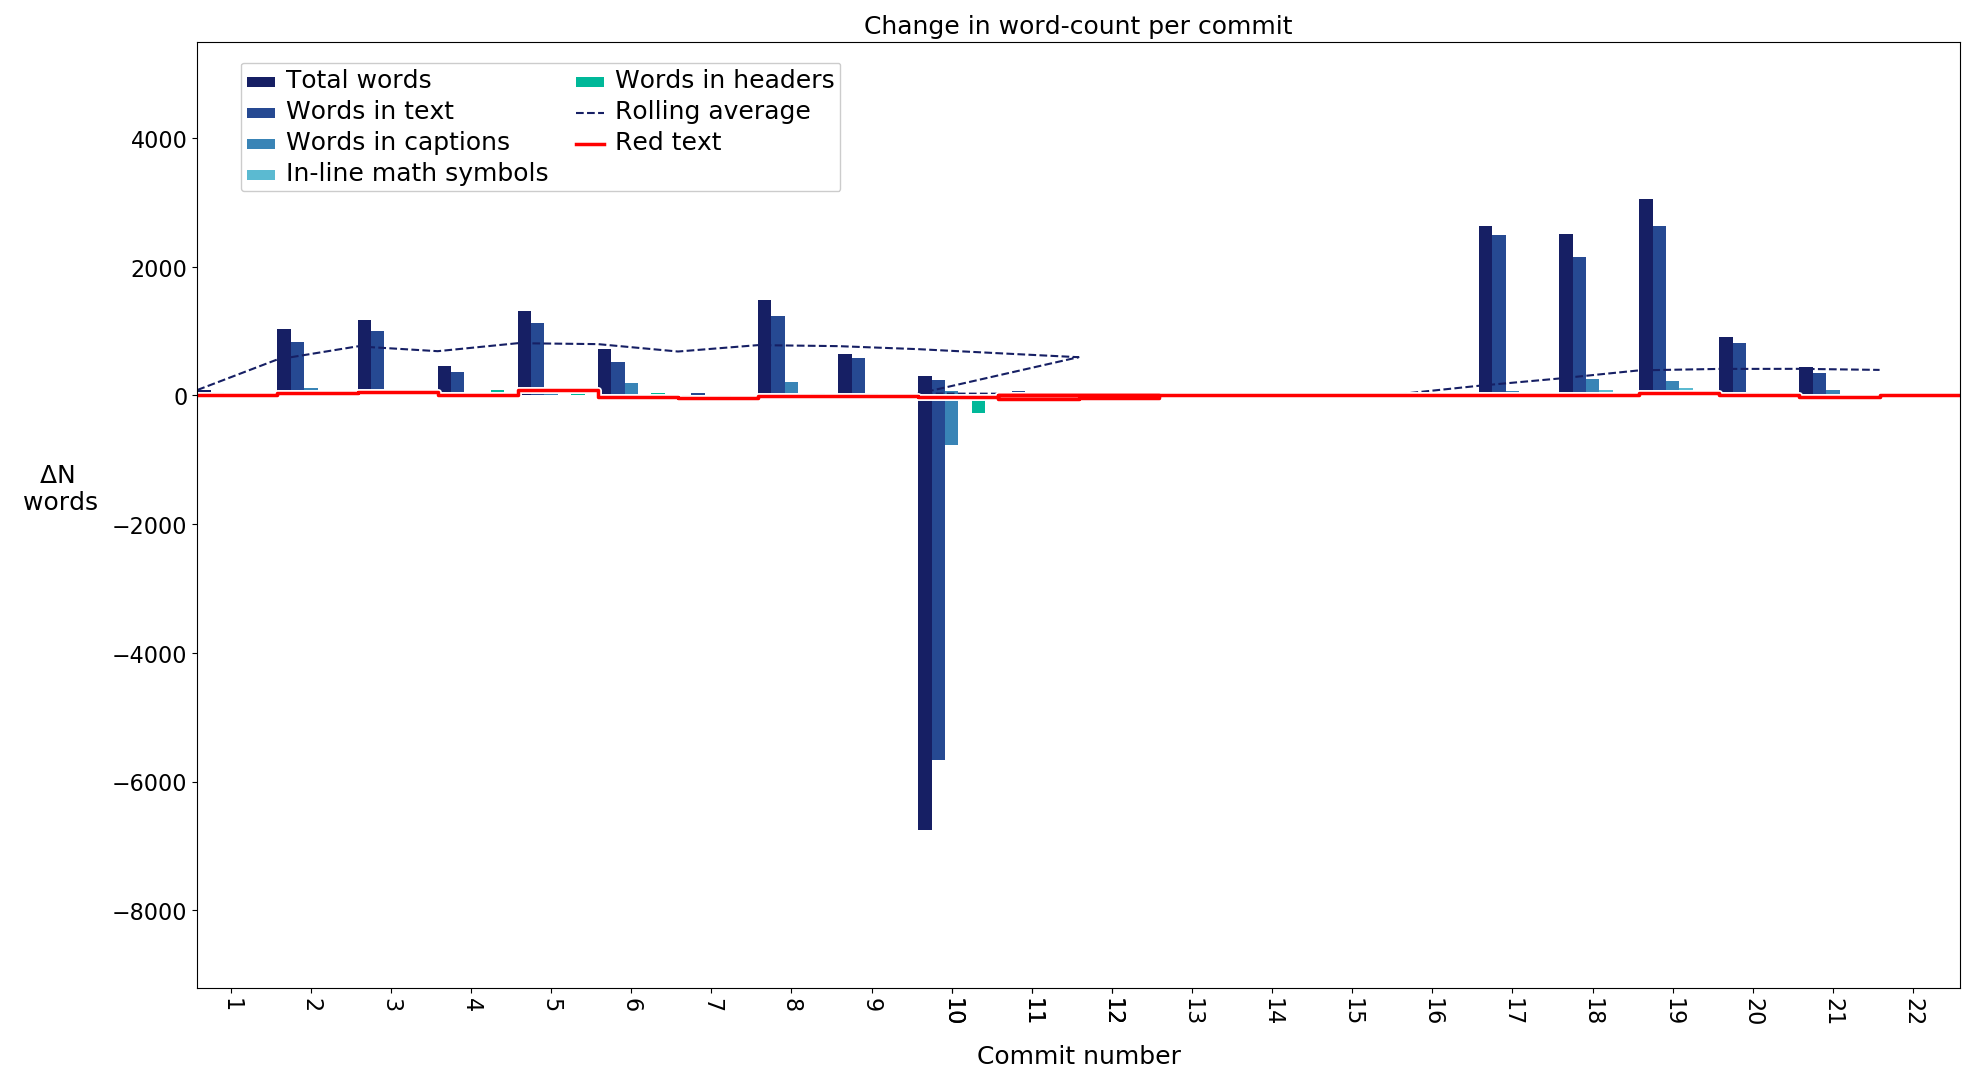 Change in word-count per commit
Total words
Words in text
Words in captions
In-line math symbols
Words in headers
Rolling average
Red text
4000
2000
0
−2000
−4000
−6000
−8000
ΔN
words
1 2 3 4 5 6 7 8 9 10 11 12 13 14 15 16 17 18 19 20 21 22
Commit number